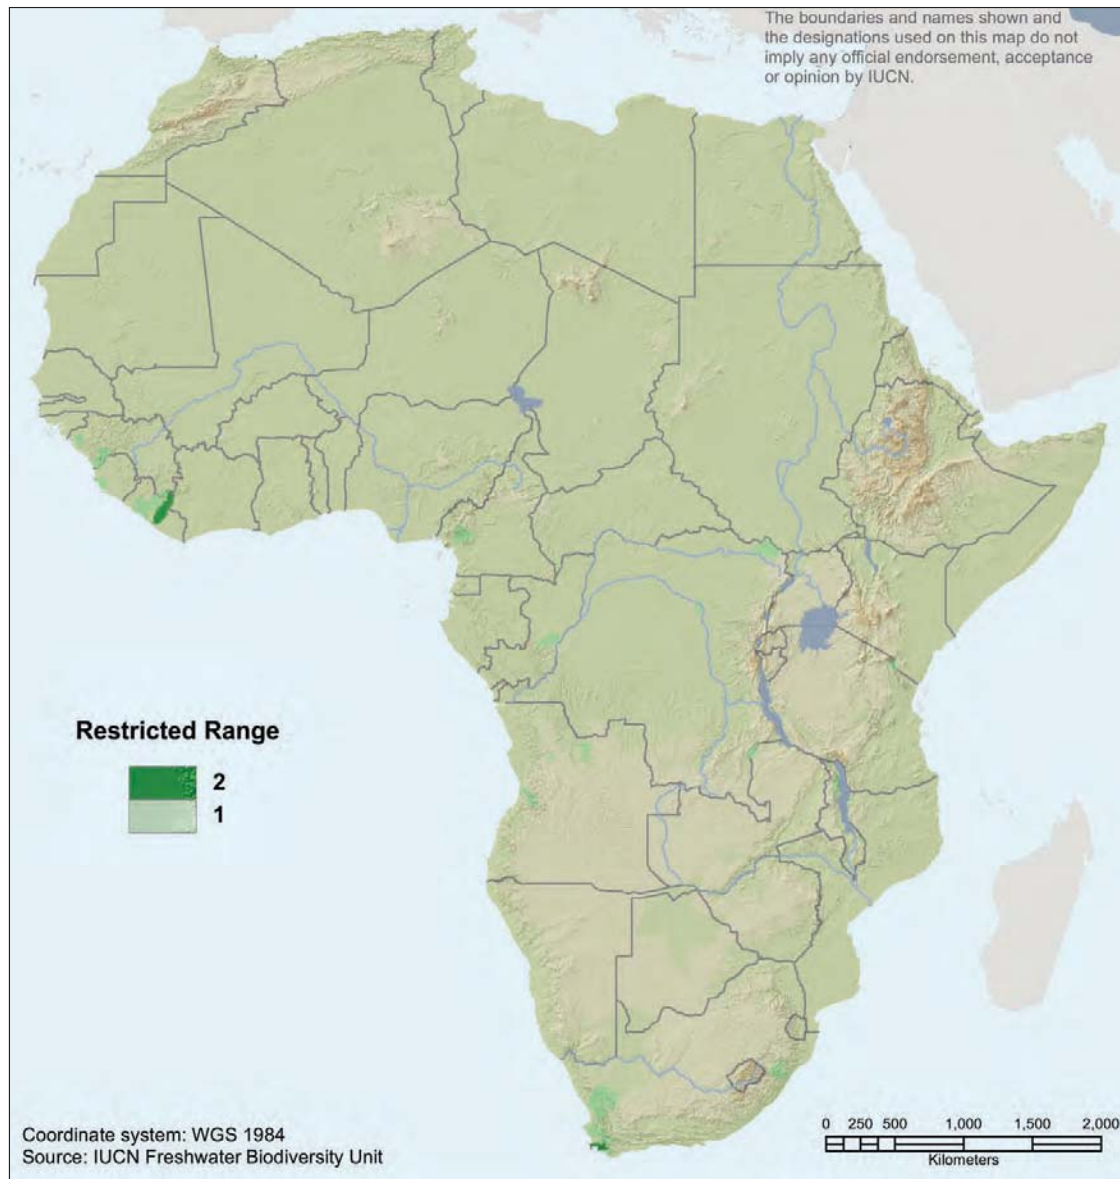 The boundaries and names shown and
the designations used on this map do not
imply any official endorsement, acceptance
or opinion by IUCN.
Restricted Range
2
1
Coordinate system: WGS 1984
Source: IUCN Freshwater Biodiversity Unit
0 250 500 1,000 1,500 2,000
Kilometers